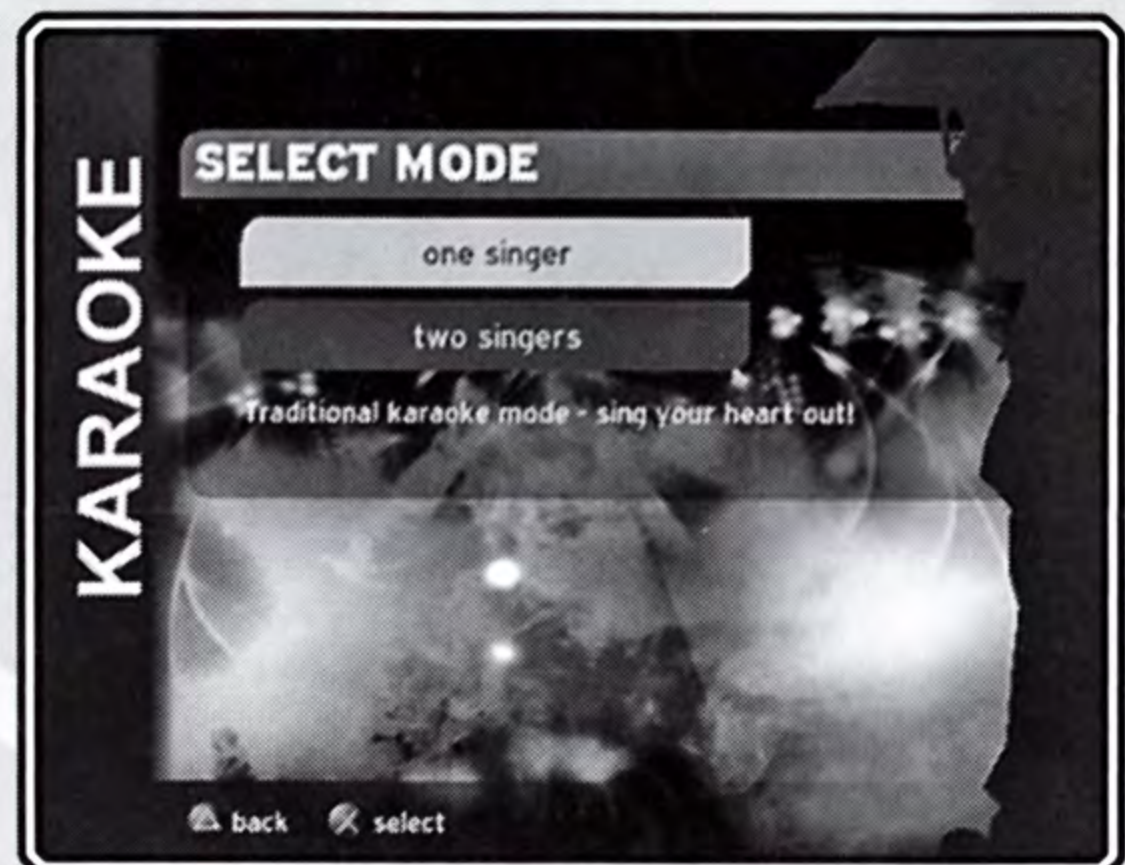 KARAOKE
SELECT MODE
one singer
two singers
Traditional karaoke mode - sing your heart out!
back select